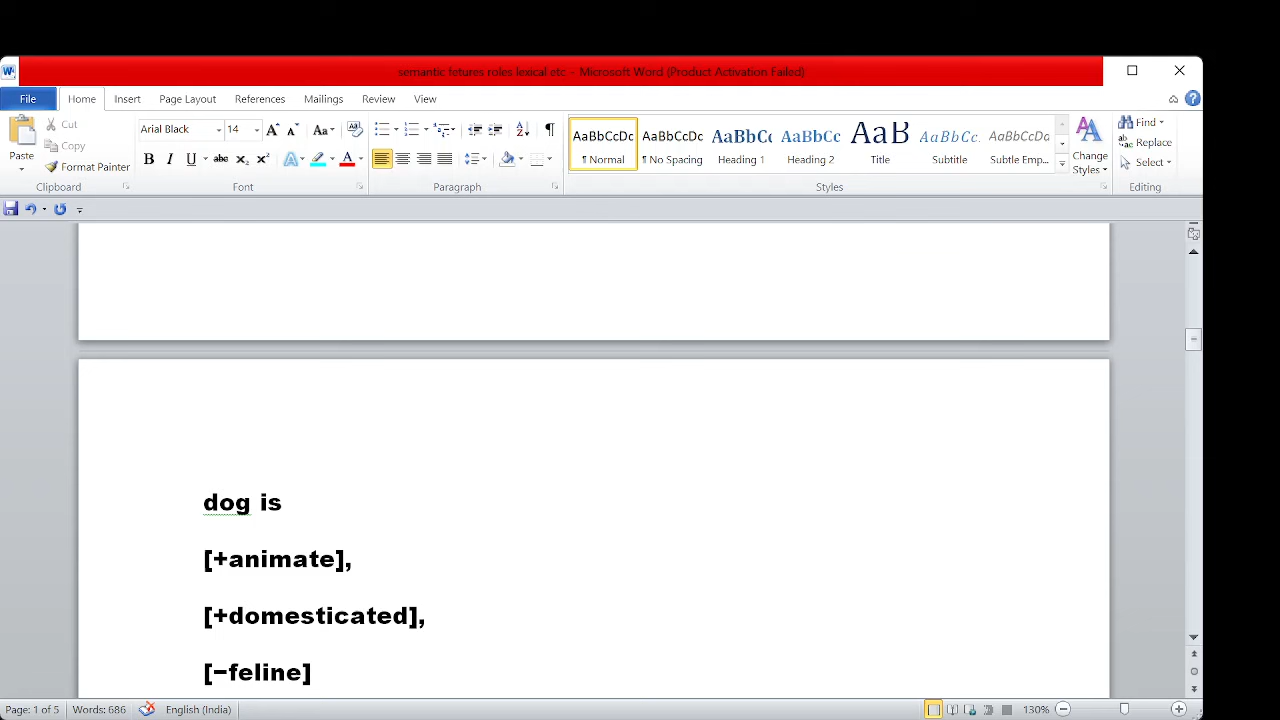 semantic fetures roles lexical etc - Microsoft Word (Product Activation Failed)
File Home Insert Page Layout References Mailings Review View
Paste
Cut
Copy
Format Painter
Clipboard
Arial Black 14
Font
Paragraph
AaBbCcDc AaBbCcDc AaBbCc AaBbCc AaB AaBbCc. AaBbCcDc
¶ Normal ¶ No Spacing Heading 1 Heading 2 Title Subtitle Subtle Emp...
Change Styles
Styles
Find
Replace
Select
Editing
dog is
[+animate],
[+domesticated],
[−feline]
Page: 1 of 5 Words: 686 English (India) 130%